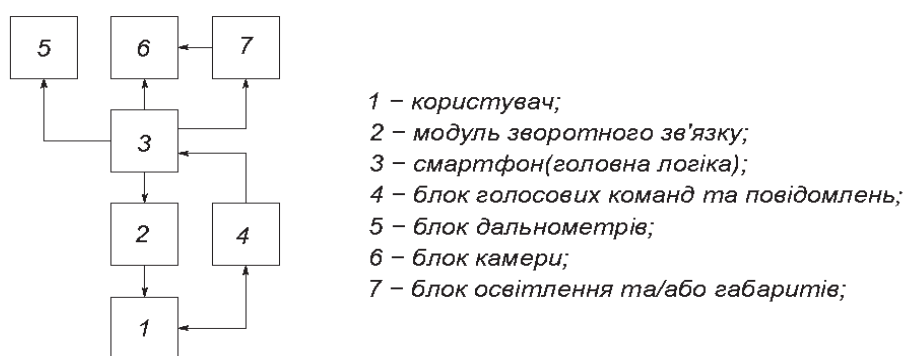 5 6 7
3
2 4
1
1 – користувач;
2 – модуль зворотного зв'язку;
3 – смартфон(головна логіка);
4 – блок голосових команд та повідомлень;
5 – блок дальнометрів;
6 – блок камери;
7 – блок освітлення та/або габаритів;